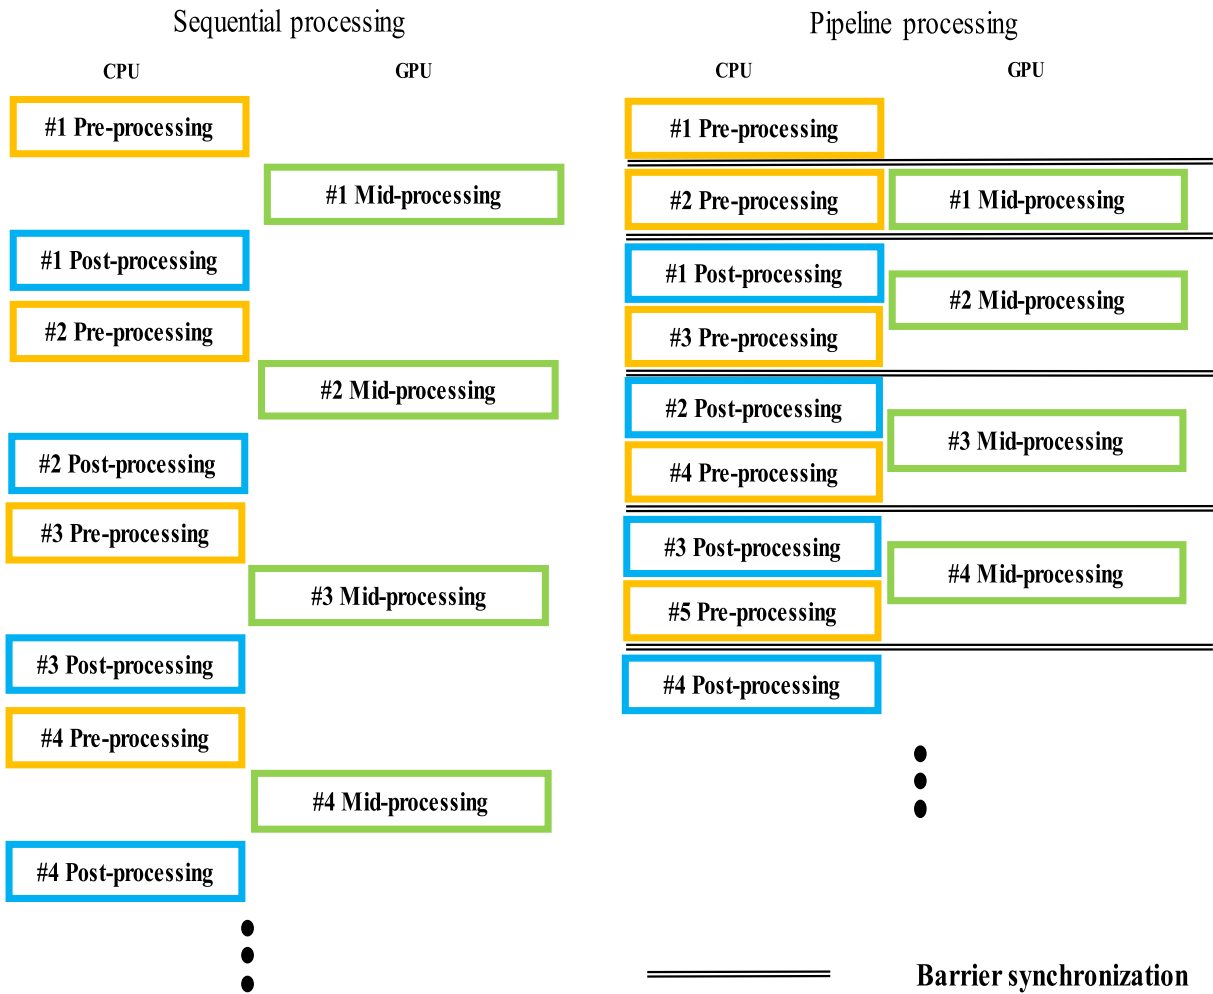 Sequential processing
CPU GPU
#1 Pre-processing
#1 Mid-processing
#1 Post-processing
#2 Pre-processing
#2 Mid-processing
#2 Post-processing
#3 Pre-processing
#3 Mid-processing
#3 Post-processing
#4 Pre-processing
#4 Mid-processing
#4 Post-processing
Pipeline processing
CPU GPU
#1 Pre-processing
#2 Pre-processing #1 Mid-processing
#1 Post-processing
#2 Mid-processing
#3 Pre-processing
#2 Post-processing
#3 Mid-processing
#4 Pre-processing
#3 Post-processing
#4 Mid-processing
#5 Pre-processing
#4 Post-processing
Barrier synchronization